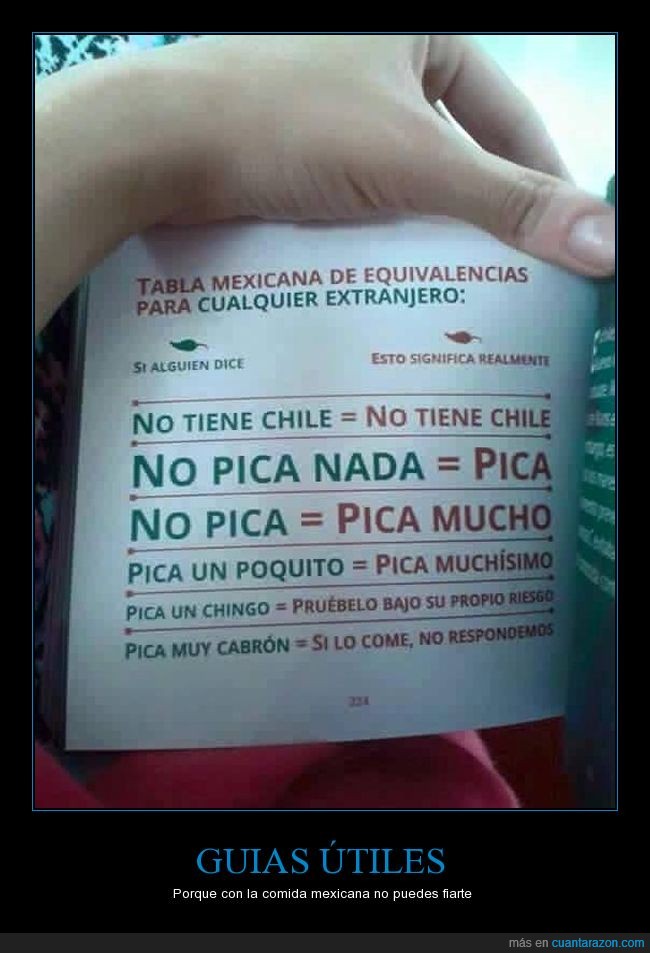 TABLA MEXICANA DE EQUIVALENCIAS
PARA CUALQUIER EXTRANJERO:
SI ALGUIEN DICE
ESTO SIGNIFICA REALMENTE
NO TIENE CHILE = NO TIENE CHILE
NO PICA NADA = PICA
NO PICA = PICA MUCHO
PICA UN POQUITO = PICA MUCHÍSIMO
PICA UN CHINGO = PRUÉBELO BAJO SU PROPIO RIESGO
PICA MUY CABRÓN = SI LO COME, NO RESPONDEMOS
224
GUIAS ÚTILES
Porque con la comida mexicana no puedes fiarte
más en cuantarazon.com